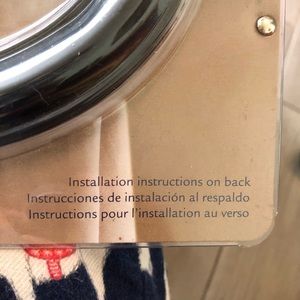 Installation instructions on back
Instrucciones de instalación al respaldo
Instructions pour l'installation au verso